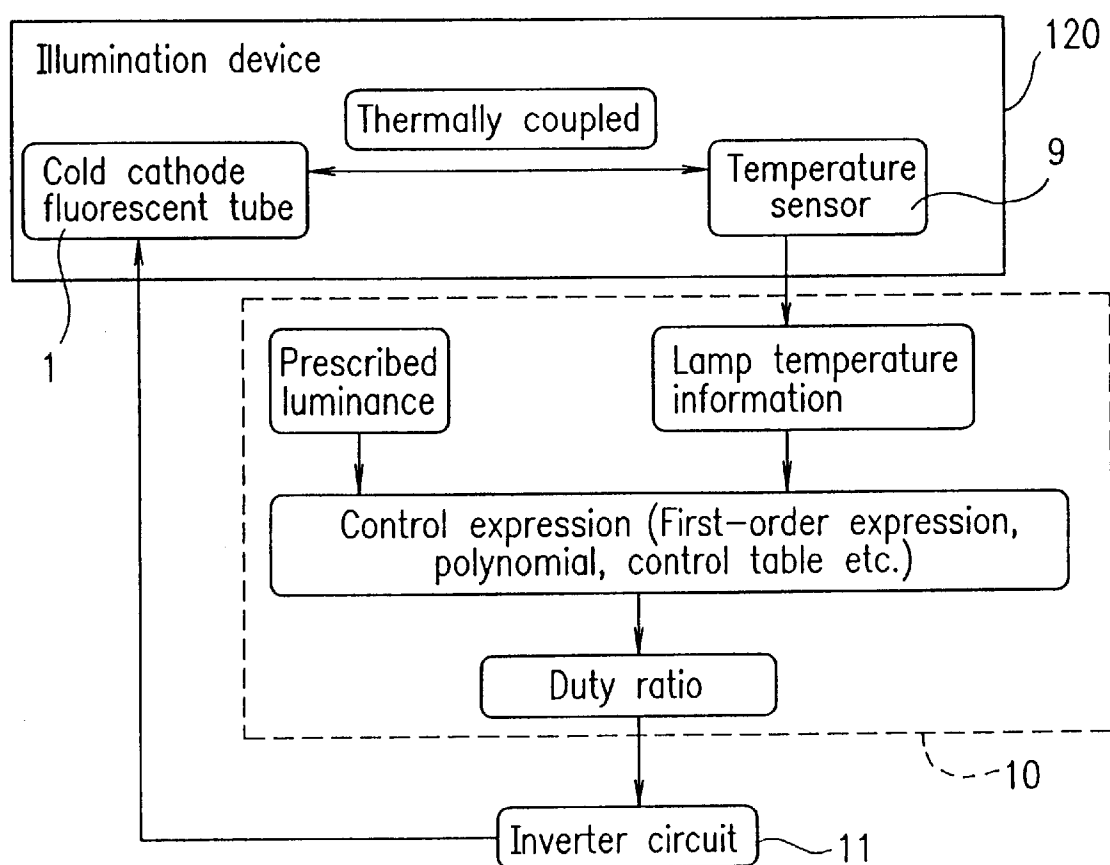 120
Illumination device
Thermally coupled
Cold cathode
fluorescent tube
Temperature
sensor
9
1
Prescribed
luminance
Lamp temperature
information
Control expression (First-order expression,
polynomial, control table etc.)
Duty ratio
10
Inverter circuit
11